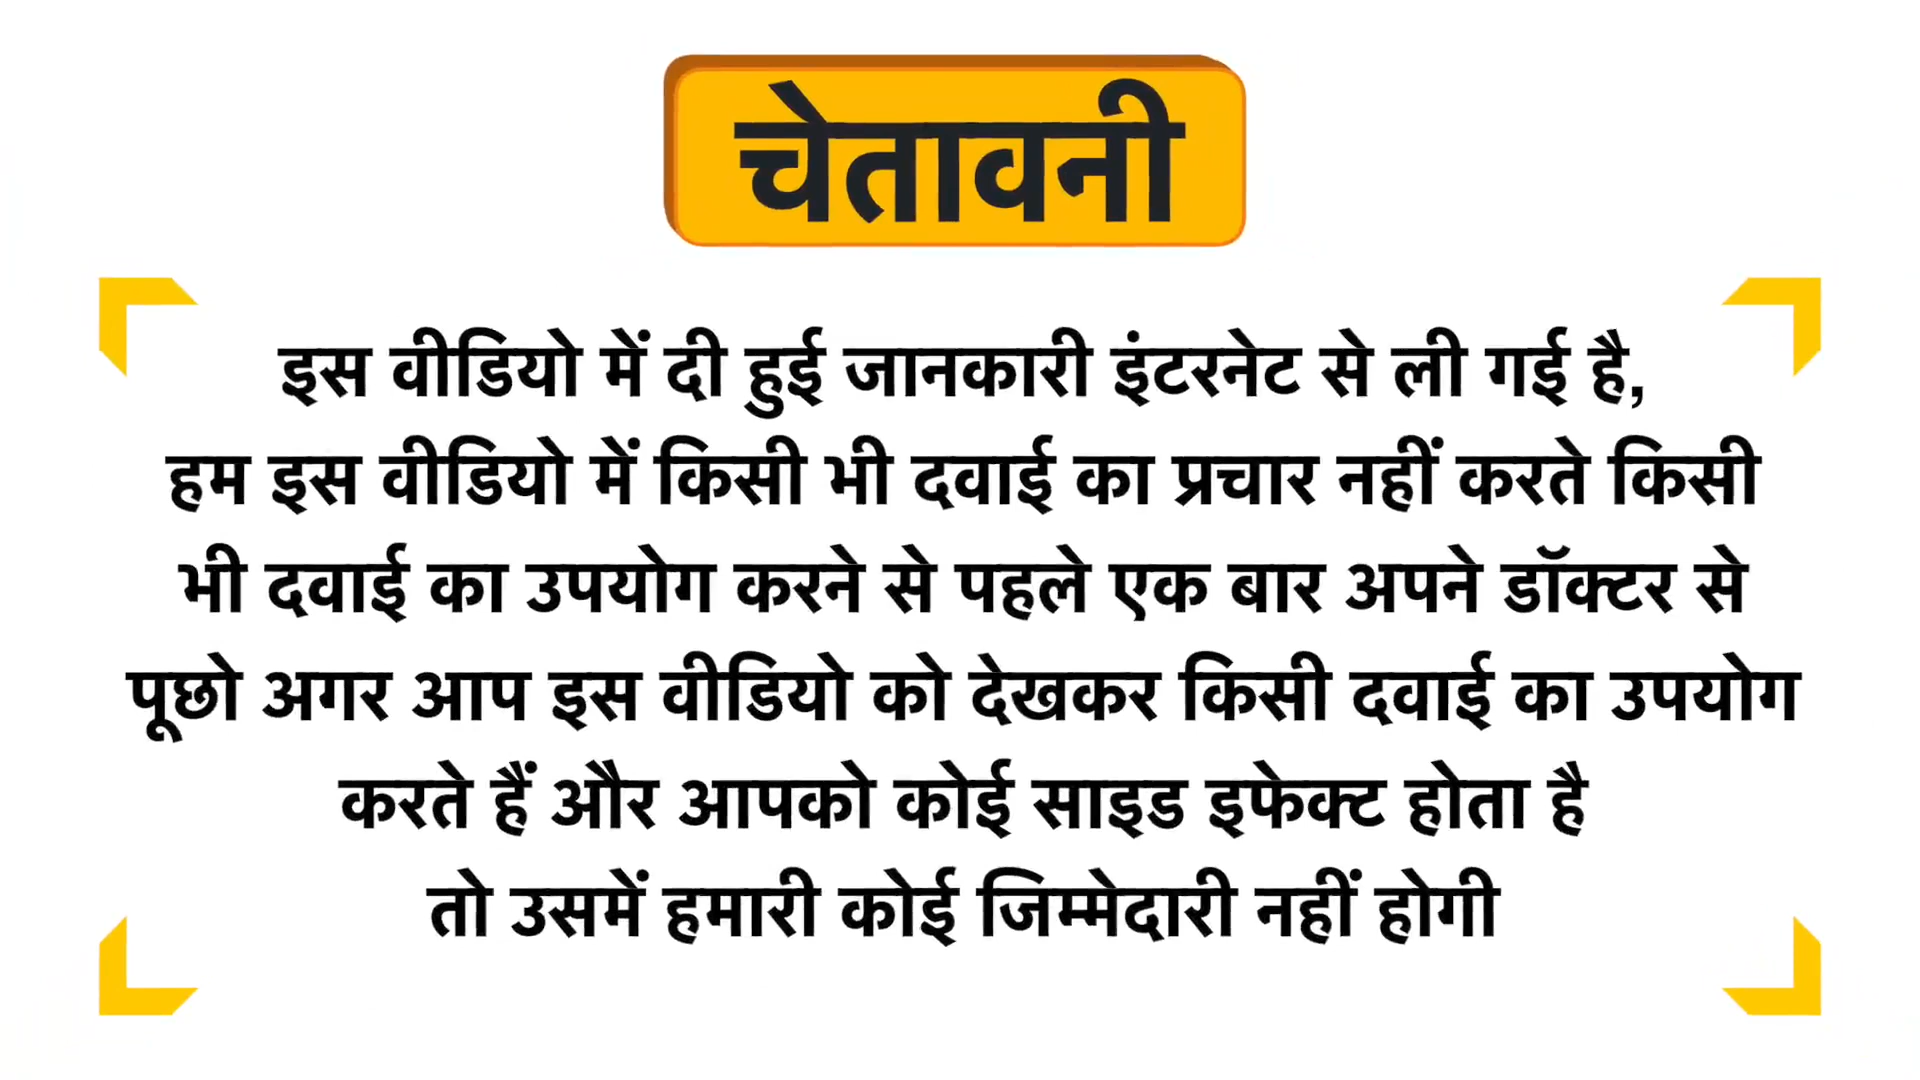 चेतावनी
इस वीडियो में दी हुई जानकारी इंटरनेट से ली गई है,
हम इस वीडियो में किसी भी दवाई का प्रचार नहीं करते किसी
भी दवाई का उपयोग करने से पहले एक बार अपने डॉक्टर से
पूछो अगर आप इस वीडियो को देखकर किसी दवाई का उपयोग
करते हैं और आपको कोई साइड इफेक्ट होता है
तो उसमें हमारी कोई जिम्मेदारी नहीं होगी